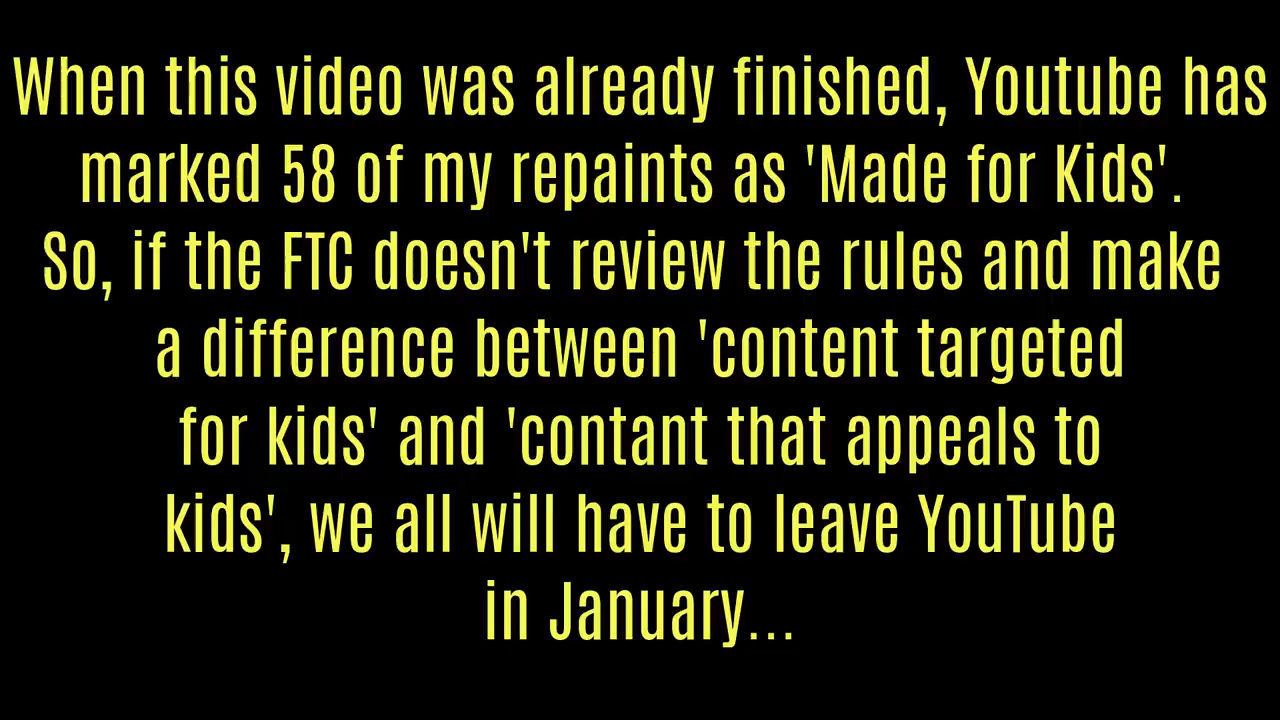 When this video was already finished, Youtube has
marked 58 of my repaints as 'Made for Kids'.
So, if the FTC doesn't review the rules and make
a difference between 'content targeted
for kids' and 'contant that appeals to
kids', we all will have to leave YouTube
in January...